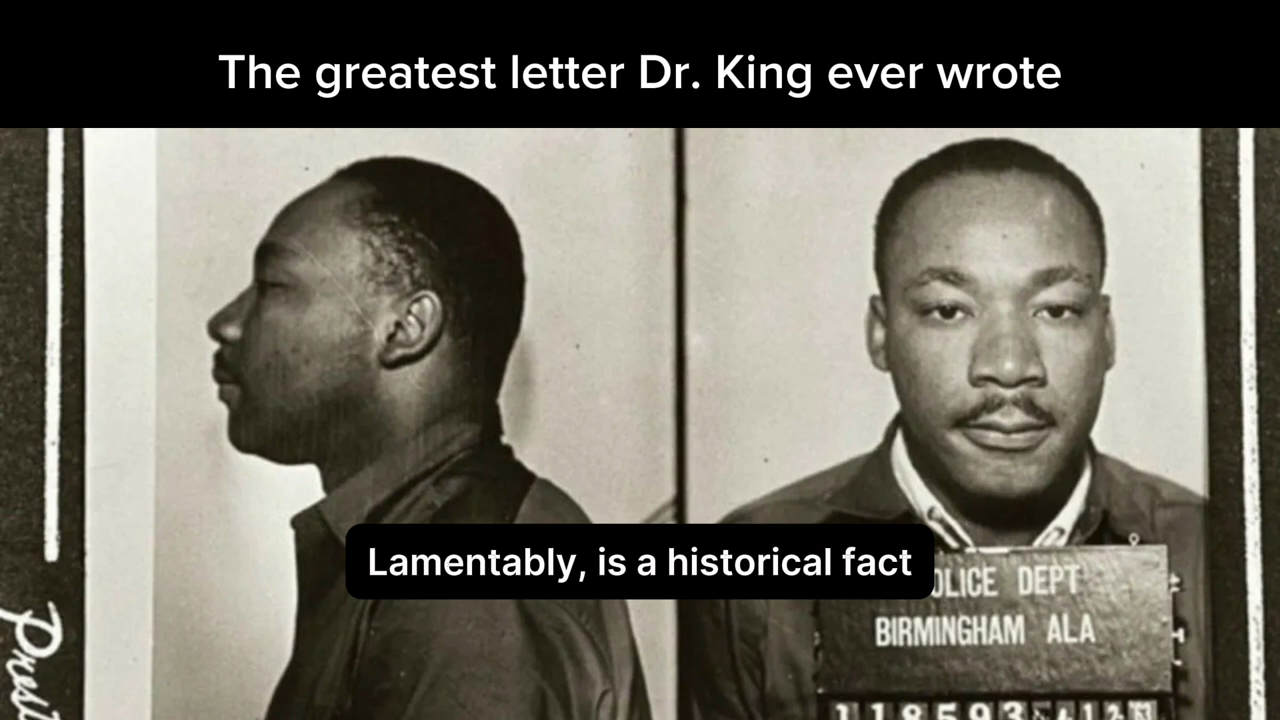 The greatest letter Dr. King ever wrote
Lamentably, is a historical fact
OLICE DEPT
BIRMINGHAM ALA